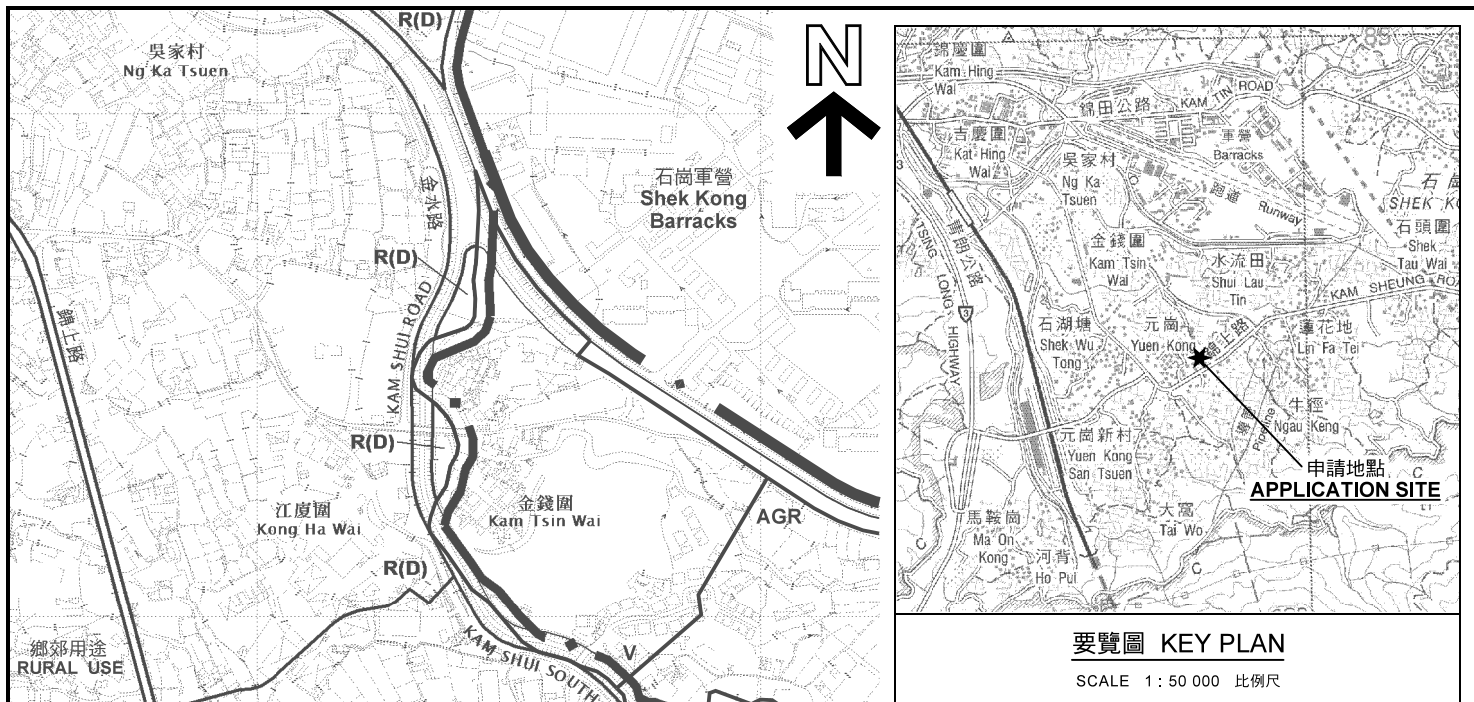 R(D)
吳家村
Ng Ka Tsuen
石崗軍營
Shek Kong
Barracks
金水路
R(D)
KAM SHUI ROAD
錦上路
R(D)
江廈圍
Kong Ha Wai
金錢圍
Kam Tsin Wai
AGR
R(D)
鄉郊用途
RURAL USE
KAM SHUI SOUTH
V
N
錦慶圍
Kam Hing
Wai
錦田公路 KAM TIN ROAD
吉慶圍
Kat Hing
Wai
軍營
Barracks
吳家村
Ng Ka
Tsuen
跑道
Runway
石崗
SHEK KO
石頭圍
Shek
Tau Wai
青朗公路
TSING LONG HIGHWAY
3
3
金錢圍
Kam Tsin
Wai
水流田
Shui Lau
Tin
KAM SHEUNG ROA
石湖塘
Shek Wu
Tong
元崗
Yuen Kong
錦上路
蓮花地
Lin Fa Tei
牛徑
Ngau Keng
Pipeline
元崗新村
Yuen Kong
San Tsuen
申請地點
APPLICATION SITE
大窩
Tai Wo
馬鞍崗
Ma On
Kong
河背
Ho Pui
C
C
C
要覽圖 KEY PLAN
SCALE 1 : 50 000 比例尺